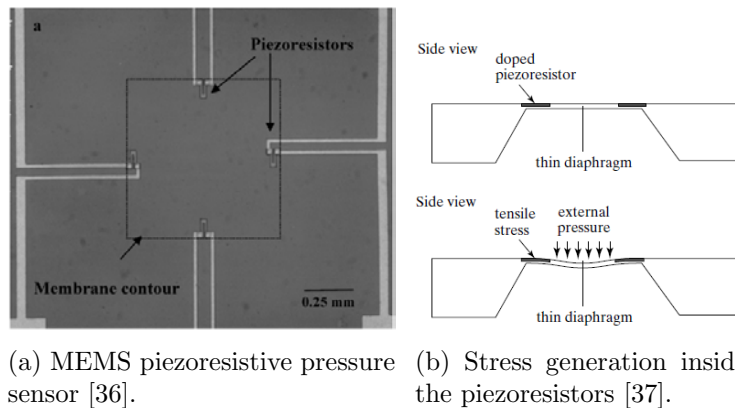 a
Piezoresistors
Membrane contour
0.25 mm
Side view
doped
piezoresistor
thin diaphragm
Side view
tensile
stress
external
pressure
thin diaphragm
(a) MEMS piezoresistive pressure
sensor [36].
(b) Stress generation insid
the piezoresistors [37].